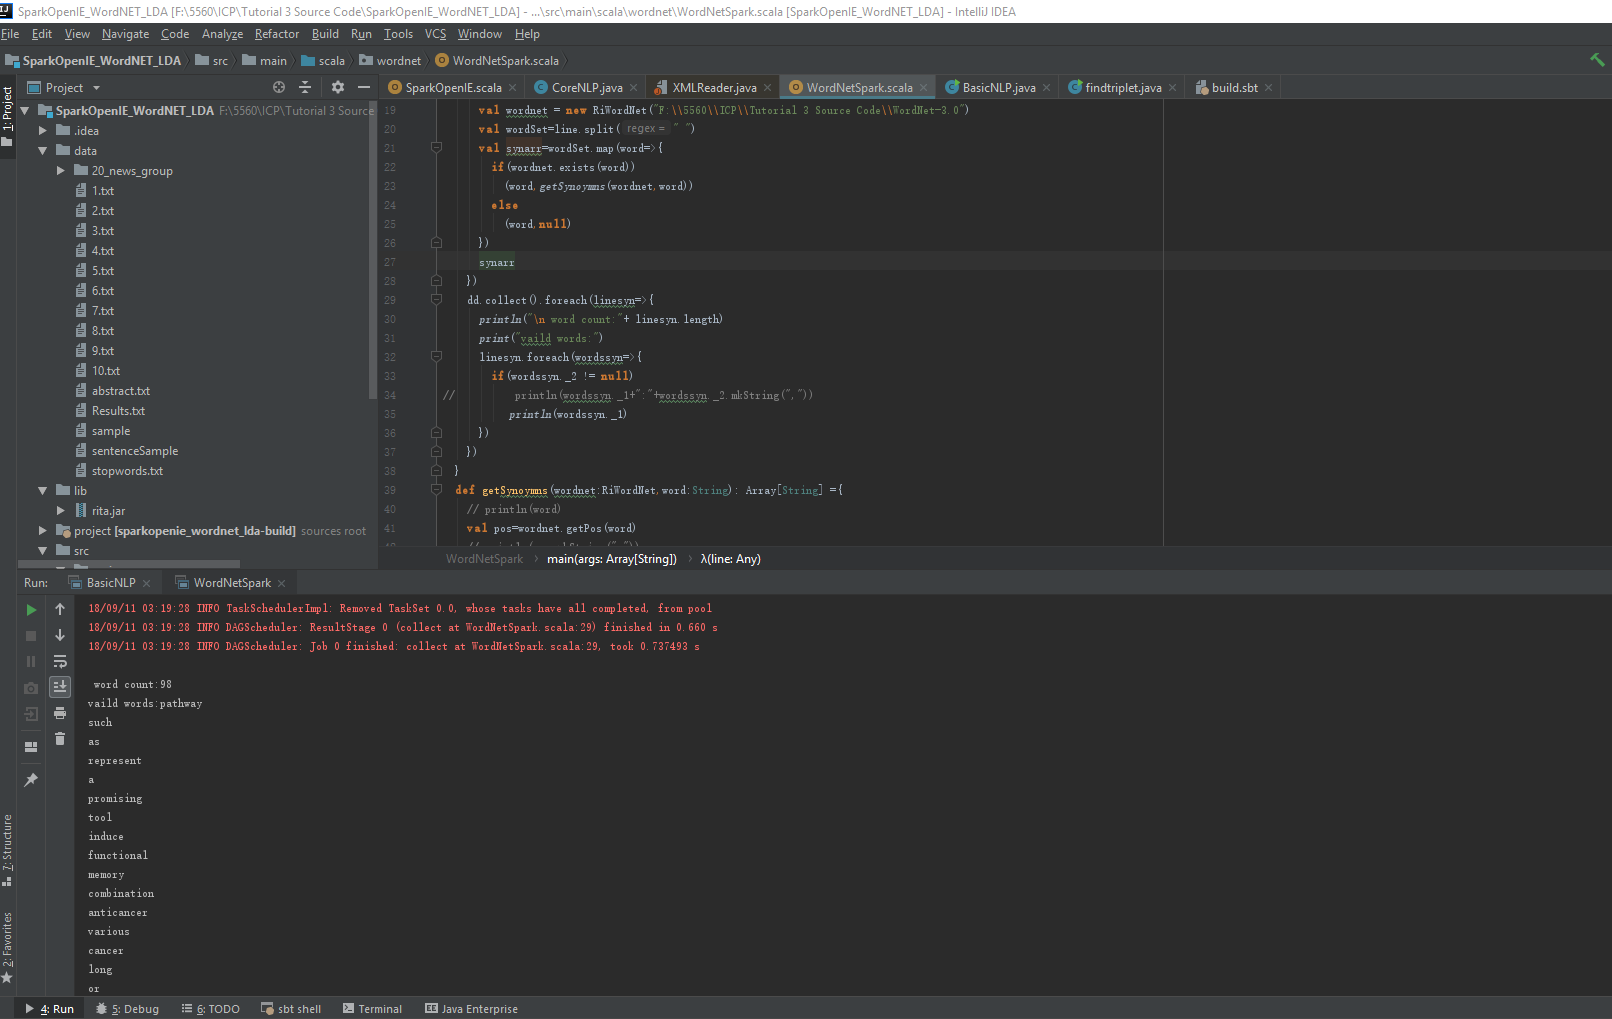 SparkOpenIE_WordNET_LDA [F:\5560\ICP\Tutorial 3 Source Code\SparkOpenIE_WordNET_LDA] - ...\src\main\scala\wordnet\WordNetSpark.scala [SparkOpenIE_WordNET_LDA] - IntelliJ IDEA
File Edit View Navigate Code Analyze Refactor Build Run Tools VCS Window Help
SparkOpenIE_WordNET_LDA src main scala wordnet WordNetSpark.scala
Project SparkOpenIE.scala CoreNLP.java XMLReader.java WordNetSpark.scala BasicNLP.java findtriplet.java build.sbt
1: Project
SparkOpenIE_WordNET_LDA F:\5560\ICP\Tutorial 3 Source
.idea
data
20_news_group
1.txt
2.txt
3.txt
4.txt
5.txt
6.txt
7.txt
8.txt
9.txt
10.txt
abstract.txt
Results.txt
sample
sentenceSample
stopwords.txt
lib
rita.jar
project [sparkopenie_wordnet_lda-build] sources root
src
19 val wordnet = new RiWordNet("F:\\5560\\ICP\\Tutorial 3 Source Code\\WordNet-3.0")
20 val wordSet=line.split( regex = " ")
21 val synarr=wordSet.map(word=>{
22 if(wordnet.exists(word))
23 (word,getSynoymns(wordnet,word))
24 else
25 (word,null)
26 })
27 synarr
28 })
29 dd.collect().foreach(linesyn=>{
30 println("\n word count:"+ linesyn.length)
31 print("vaild words:")
32 linesyn.foreach(wordssyn=>{
33 if(wordssyn._2 != null)
34 // println(wordssyn._1+":"+wordssyn._2.mkString(","))
35 println(wordssyn._1)
36 })
37 })
38 }
39 def getSynoymns(wordnet:RiWordNet,word:String): Array[String] ={
40 // println(word)
41 val pos=wordnet.getPos(word)
WordNetSpark main(args: Array[String]) λ(line: Any)
Run: BasicNLP WordNetSpark
18/09/11 03:19:28 INFO TaskSchedulerImpl: Removed TaskSet 0.0, whose tasks have all completed, from pool
18/09/11 03:19:28 INFO DAGScheduler: ResultStage 0 (collect at WordNetSpark.scala:29) finished in 0.660 s
18/09/11 03:19:28 INFO DAGScheduler: Job 0 finished: collect at WordNetSpark.scala:29, took 0.737493 s
word count:98
vaild words:pathway
such
as
represent
a
promising
tool
induce
functional
memory
combination
anticancer
various
cancer
long
or
7: Structure
2: Favorites
4: Run 5: Debug 6: TODO sbt shell Terminal Java Enterprise